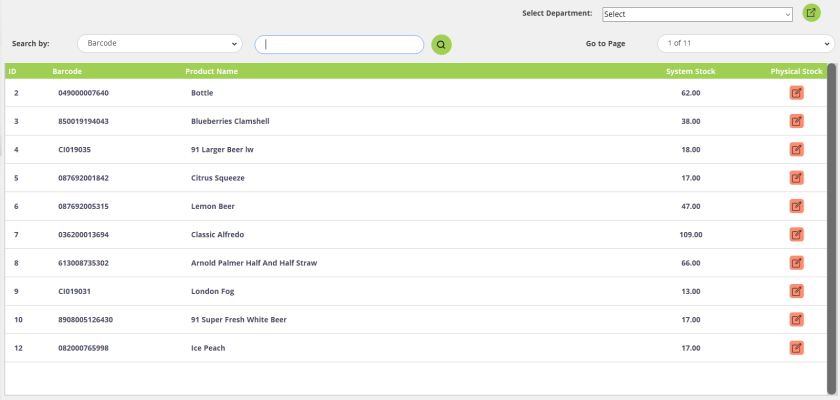 Select Department: Select
Search by: Barcode Go to Page 1 of 11
ID Barcode Product Name System Stock Physical Stock
2 049000007640 Bottle 62.00
3 850019194043 Blueberries Clamshell 38.00
4 CI019035 91 Larger Beer lw 18.00
5 087692001842 Citrus Squeeze 17.00
6 087692005315 Lemon Beer 47.00
7 036200013694 Classic Alfredo 109.00
8 613008735302 Arnold Palmer Half And Half Straw 66.00
9 CI019031 London Fog 13.00
10 8908005126430 91 Super Fresh White Beer 17.00
12 082000765998 Ice Peach 17.00